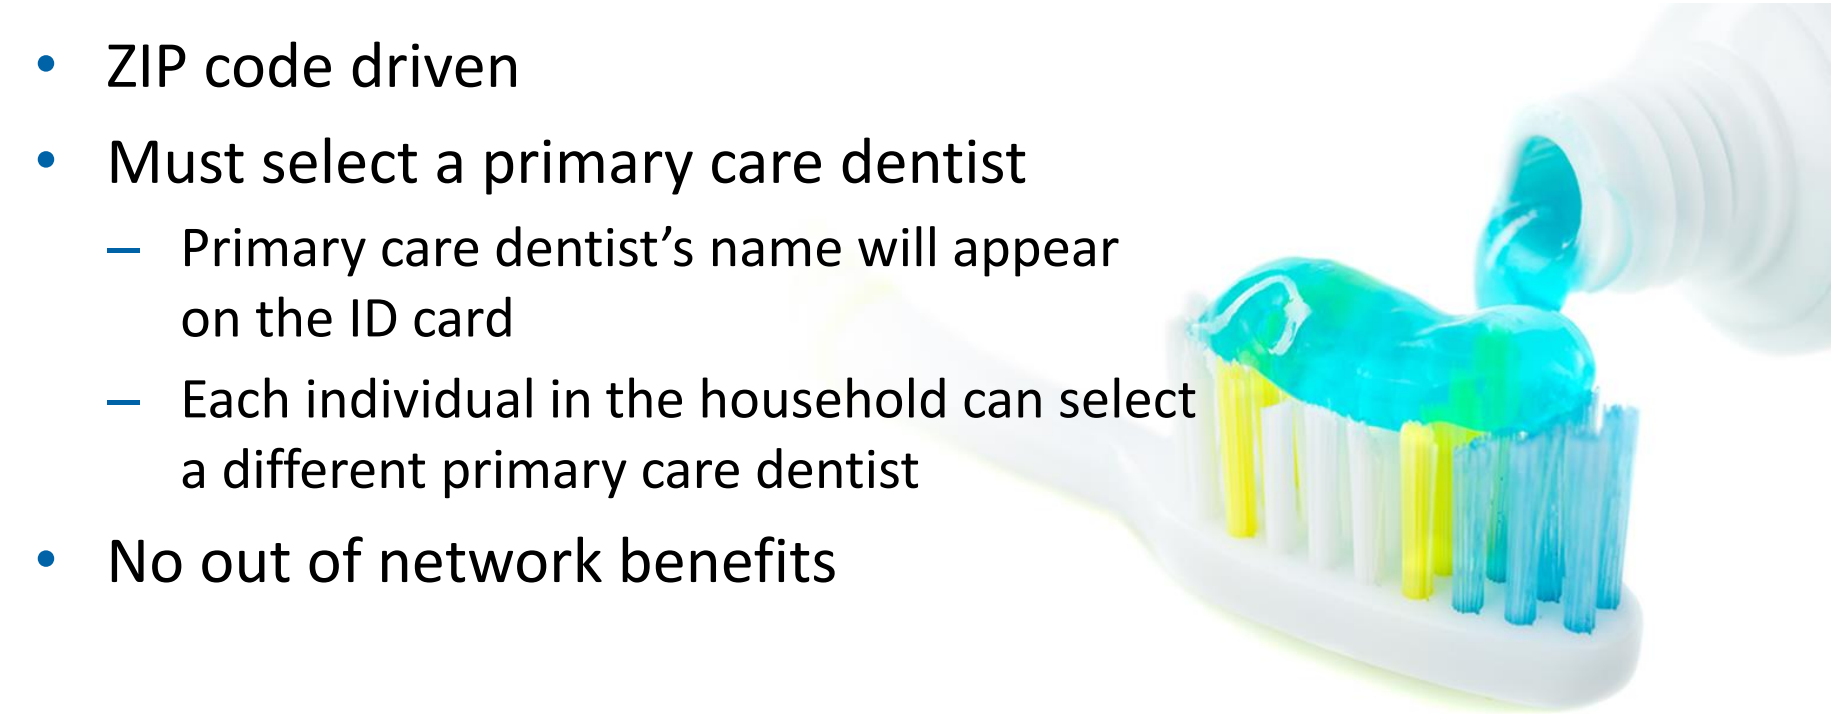 • ZIP code driven
• Must select a primary care dentist
– Primary care dentist’s name will appear
on the ID card
– Each individual in the household can select
a different primary care dentist
• No out of network benefits